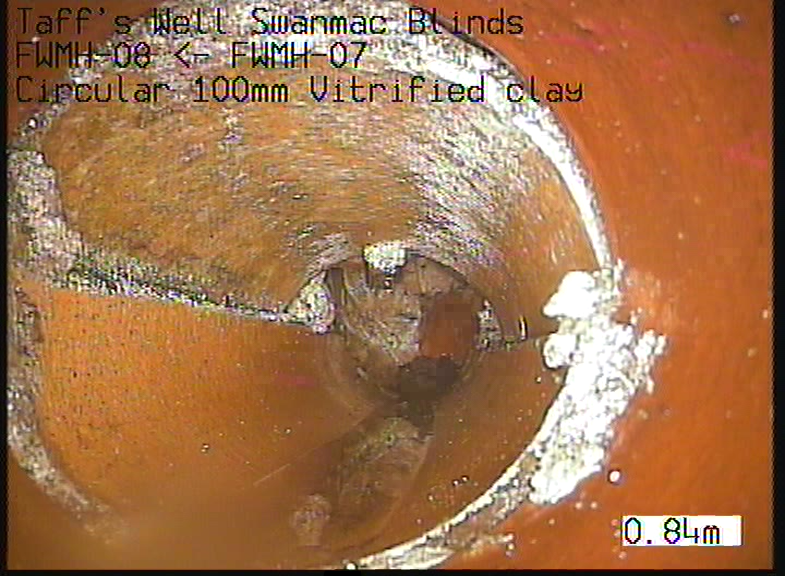 Taff's Well Swanmac Blinds
FWMH-08 <- FWMH-07
Circular 100mm Vitrified clay
0.84m